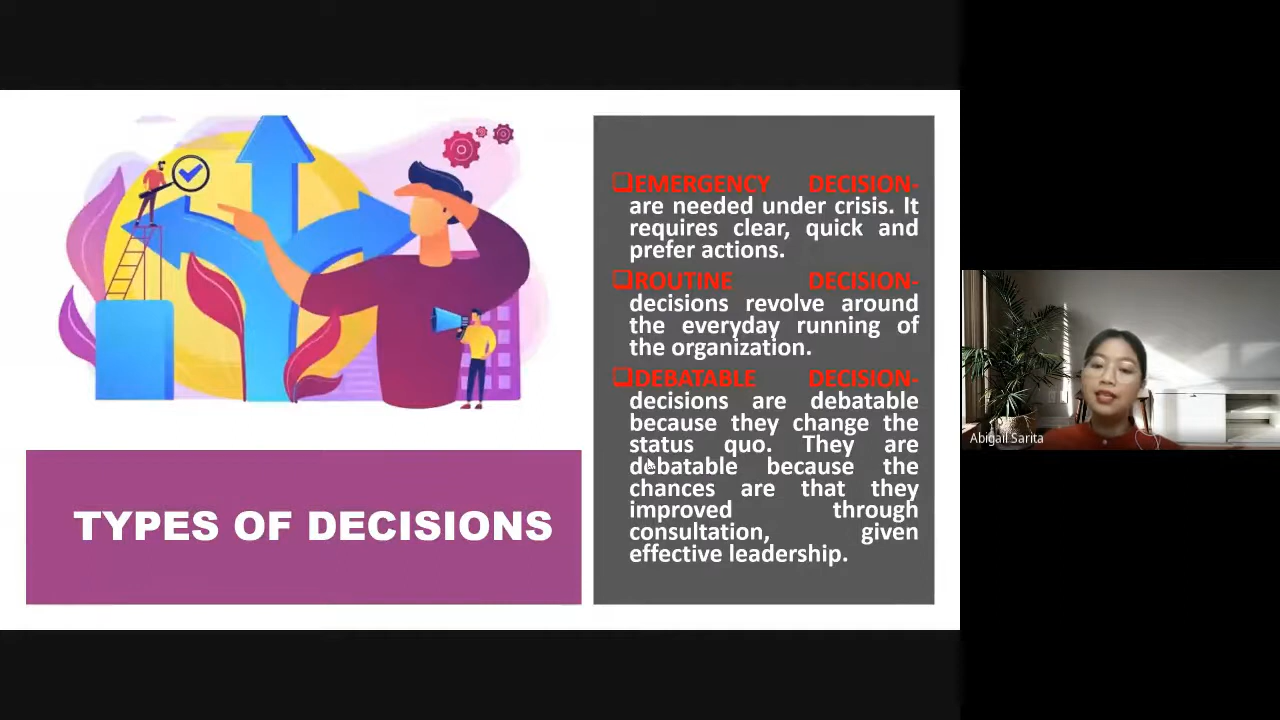 ❑EMERGENCY DECISION-
are needed under crisis. It
requires clear, quick and
prefer actions.
❑ROUTINE DECISION-
decisions revolve around
the everyday running of
the organization.
❑DEBATABLE DECISION-
decisions are debatable
because they change the
status quo. They are
debatable because the
chances are that they
improved through
consultation, given
effective leadership.
TYPES OF DECISIONS
Abigail Sarita